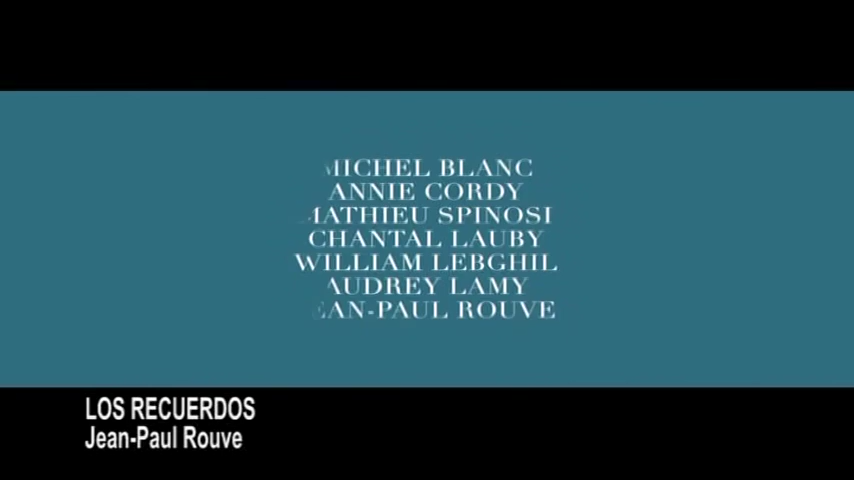 MICHEL BLANC
ANNIE CORDY
MATHIEU SPINOSI
CHANTAL LAUBY
WILLIAM LEBGHIL
AUDREY LAMY
JEAN-PAUL ROUVE
LOS RECUERDOS
Jean-Paul Rouve